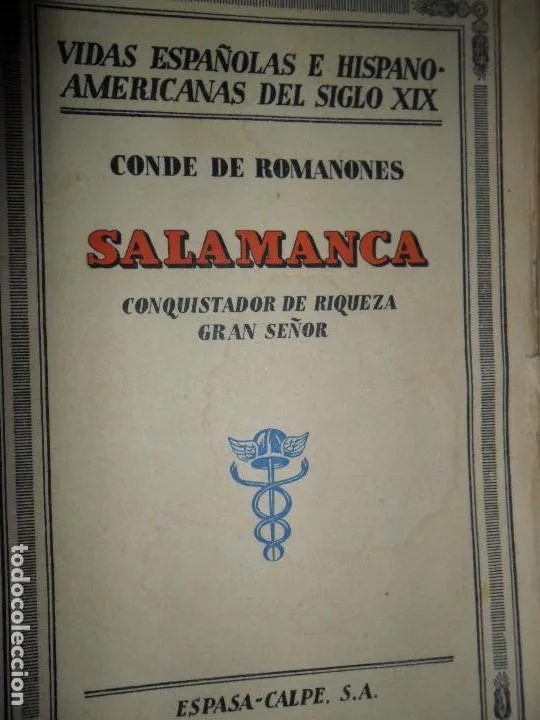 VIDAS ESPAÑOLAS E HISPANO-
AMERICANAS DEL SIGLO XIX
CONDE DE ROMANONES
SALAMANCA
CONQUISTADOR DE RIQUEZA
GRAN SEÑOR
ESPASA-CALPE, S.A.
todocoleccion.net